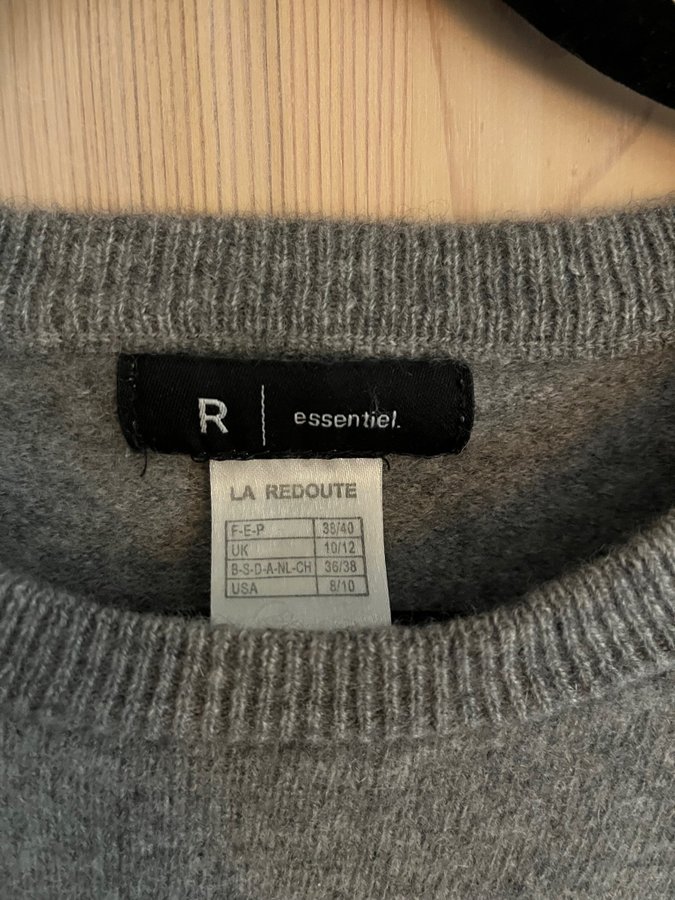 R | essentiel.
LA REDOUTE
F-E-P 38/40
UK 10/12
B-S-D-A-NL-CH 36/38
USA 8/10